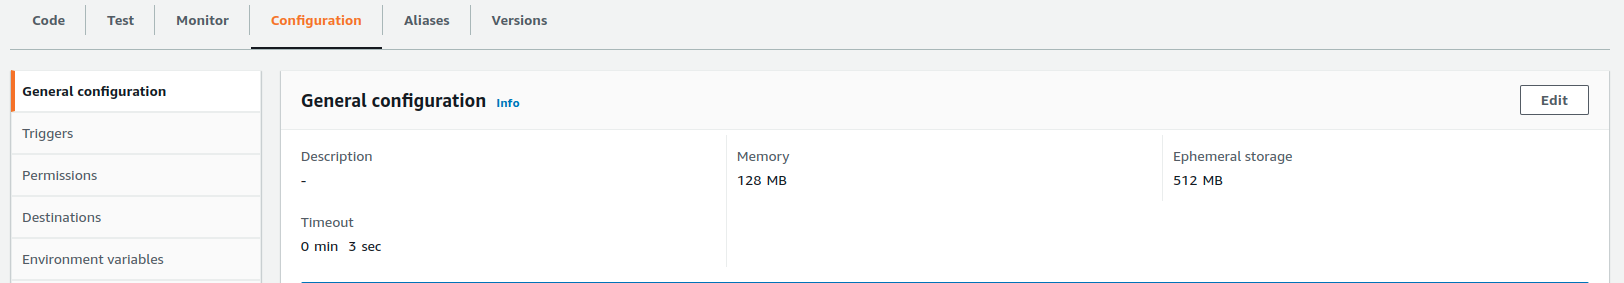 Code Test Monitor Configuration Aliases Versions
General configuration
Triggers
Permissions
Destinations
Environment variables
General configuration Info
Edit
Description
-
Memory
128 MB
Ephemeral storage
512 MB
Timeout
0 min 3 sec